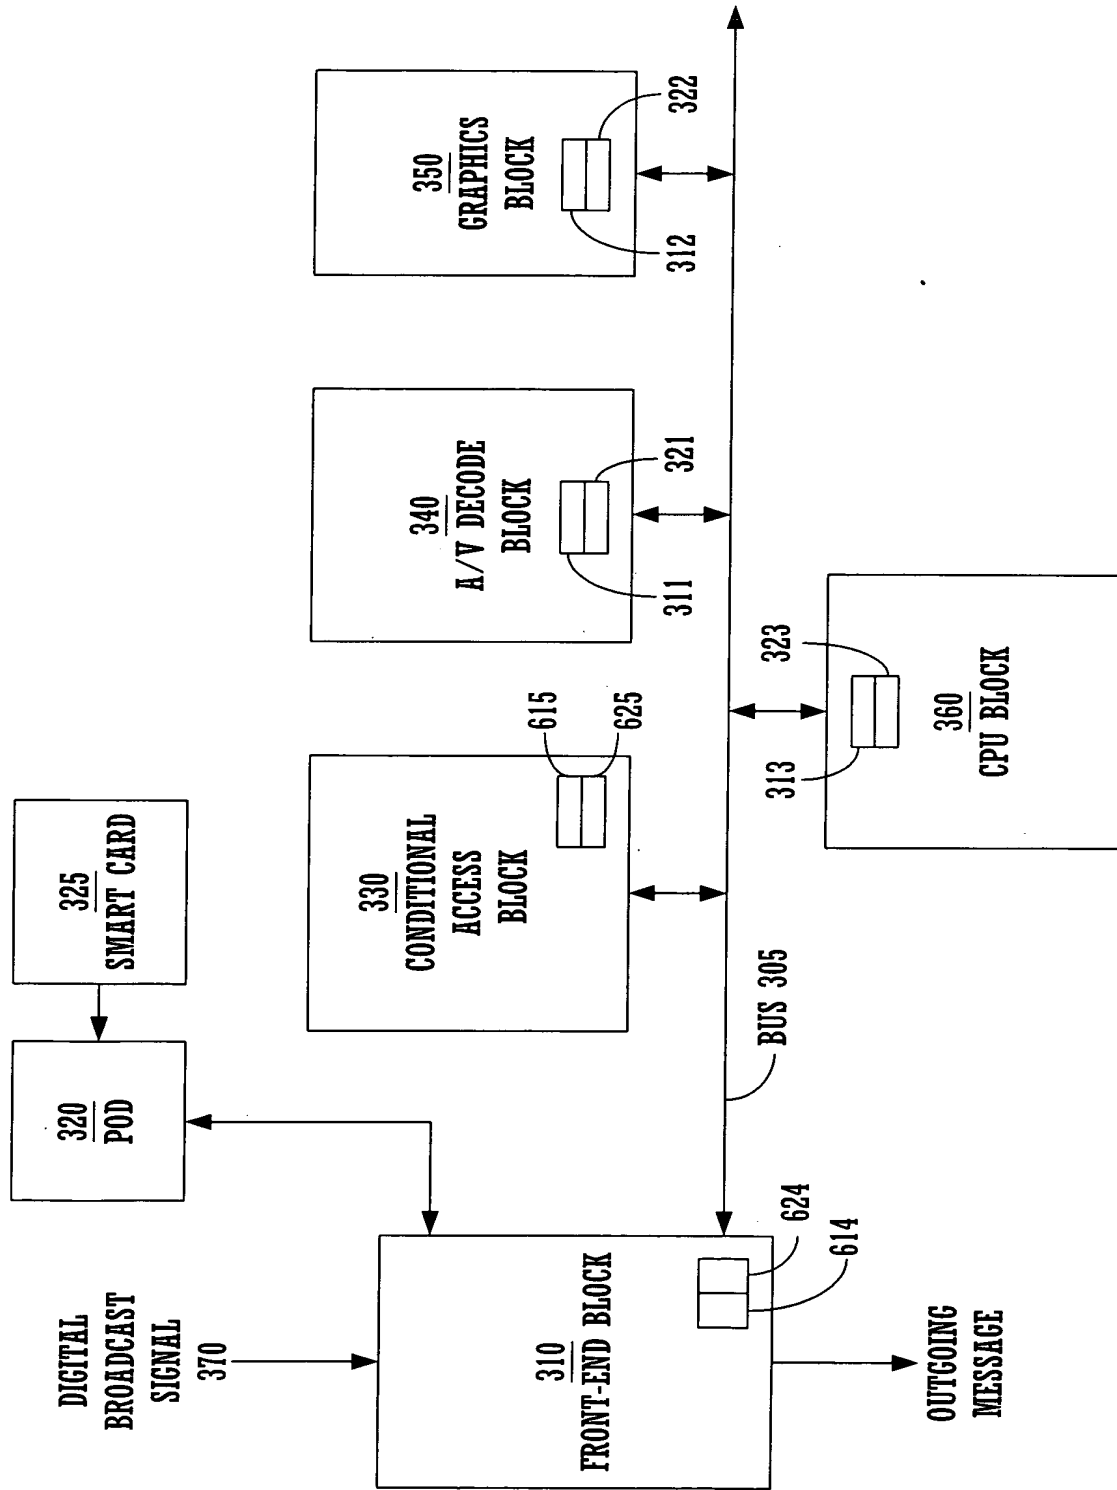 DIGITAL
BROADCAST
SIGNAL
370
320
POD
325
SMART CARD
310
FRONT-END BLOCK
624
614
OUTGOING
MESSAGE
BUS 305
330
CONDITIONAL
ACCESS
BLOCK
615
625
340
A/V DECODE
BLOCK
311
321
350
GRAPHICS
BLOCK
312
322
360
CPU BLOCK
313
323